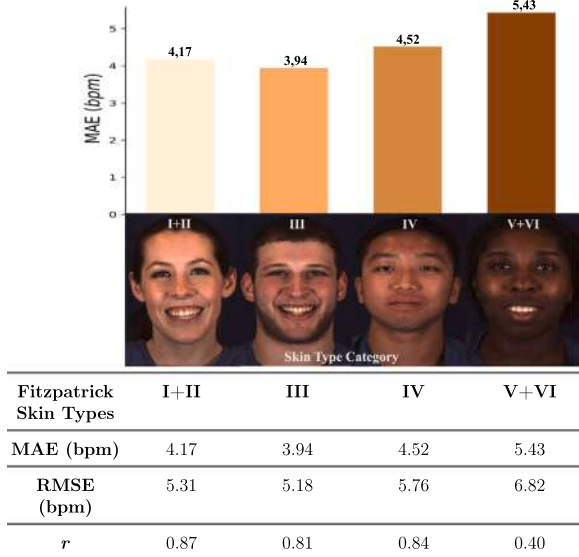 5,43
5
4,52
4,17
3,94
4
3
2
1
0
MAE (bpm)
I+II III IV V+VI
Skin Type Category
Fitzpatrick Skin Types I+II III IV V+VI
MAE (bpm) 4.17 3.94 4.52 5.43
RMSE (bpm) 5.31 5.18 5.76 6.82
r 0.87 0.81 0.84 0.40